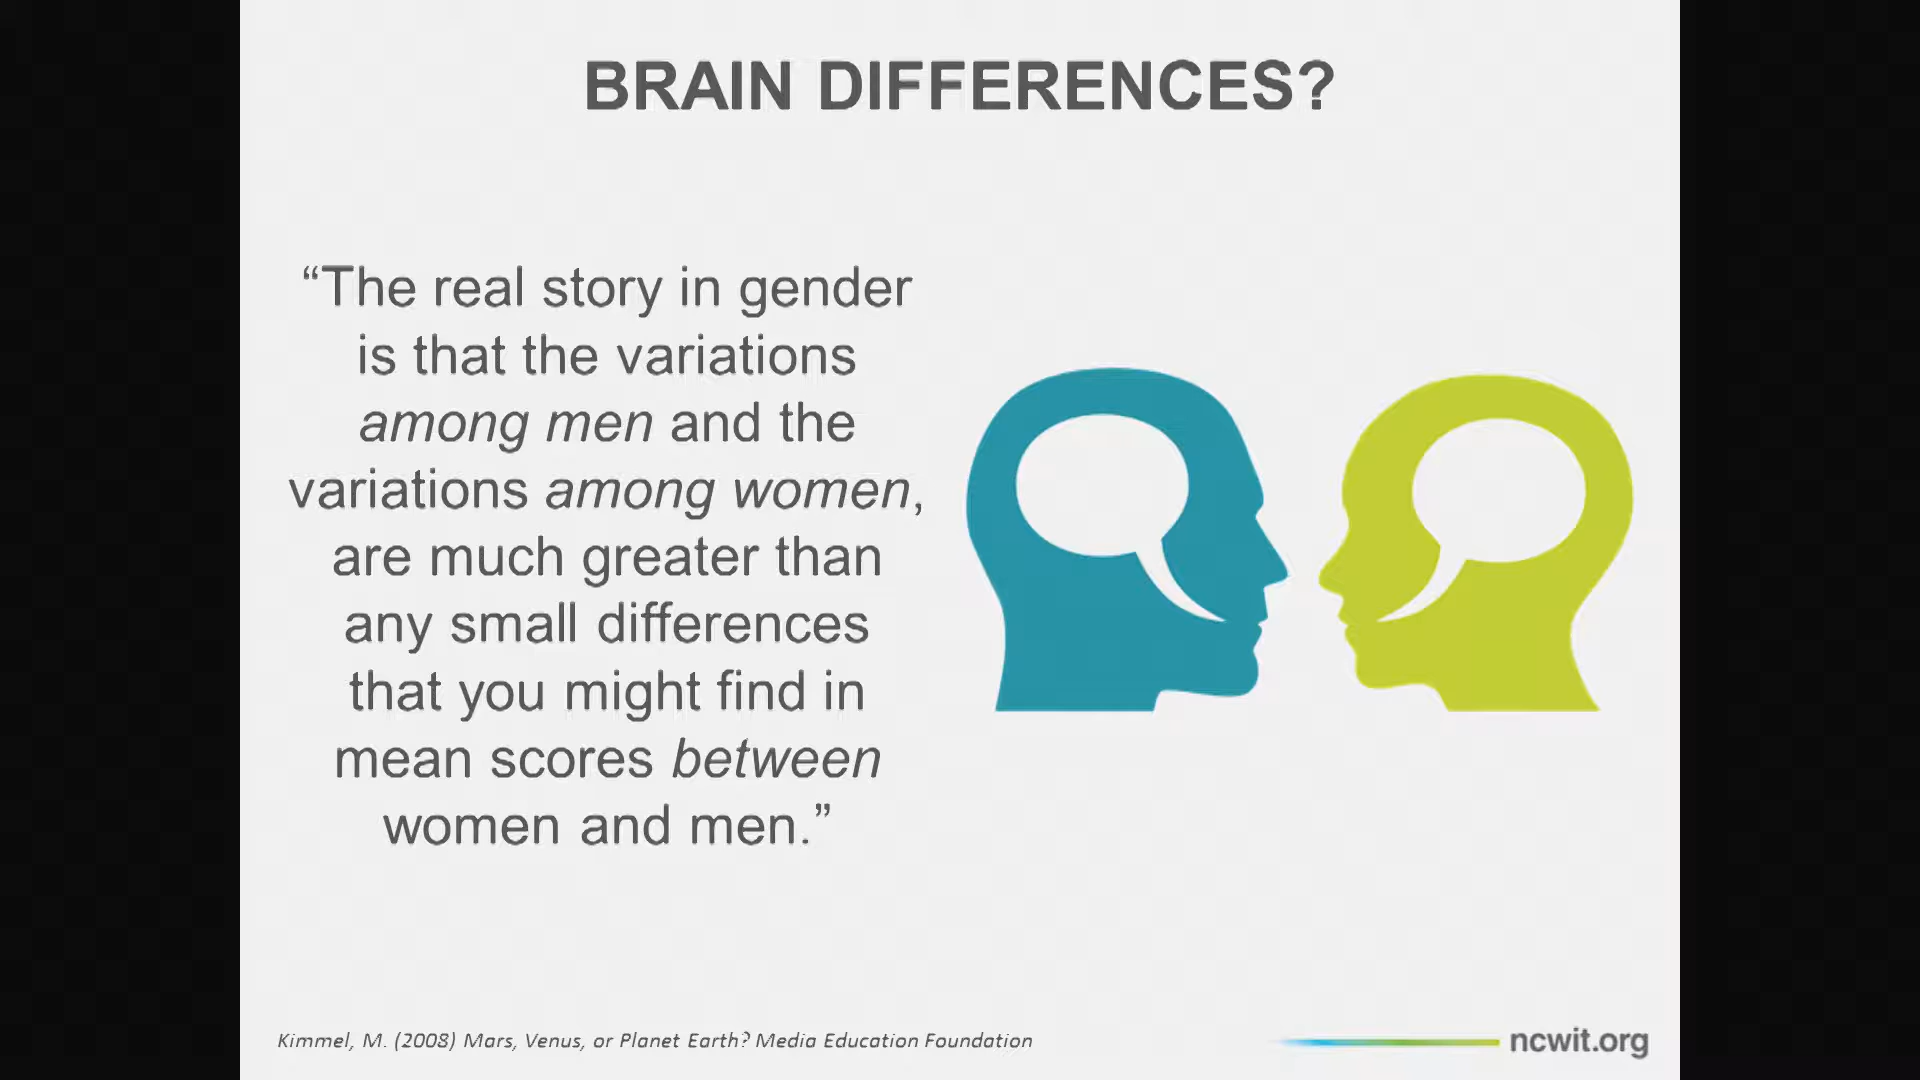 BRAIN DIFFERENCES?
“The real story in gender
is that the variations
among men and the
variations among women,
are much greater than
any small differences
that you might find in
mean scores between
women and men.”
Kimmel, M. (2008) Mars, Venus, or Planet Earth? Media Education Foundation
ncwit.org